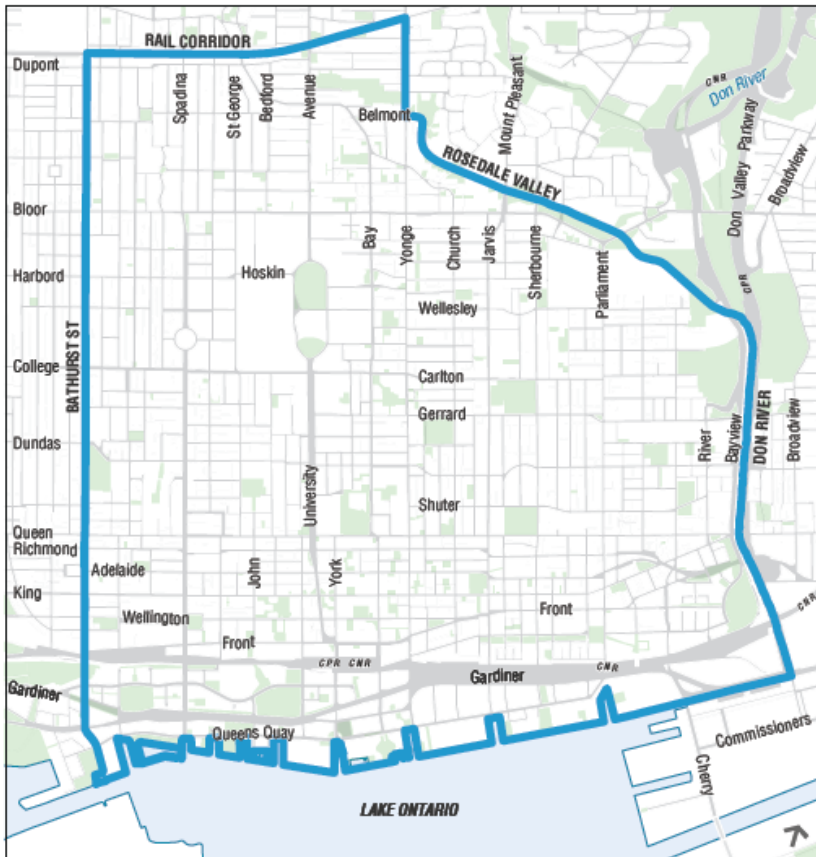 RAIL CORRIDOR
Dupont
Spadina
St George
Bedford
Avenue
Belmont
Mount Pleasant
CNR
Don River
Don Valley Parkway
Broadview
ROSEDALE VALLEY
Bloor
Bay
Yonge
Church
Jarvis
Sherbourne
Parliament
Harbord
Hoskin
CPR
Wellesley
BATHURST ST
College
Carlton
Gerrard
Dundas
River
Bayview
DON RIVER
Broadview
University
Shuter
Queen
Richmond
Adelaide
John
York
King
Wellington
Front
Front
CNR
CPR CNR
CNR
Gardiner
Gardiner
Queens Quay
Commissioners
Cherry
LAKE ONTARIO